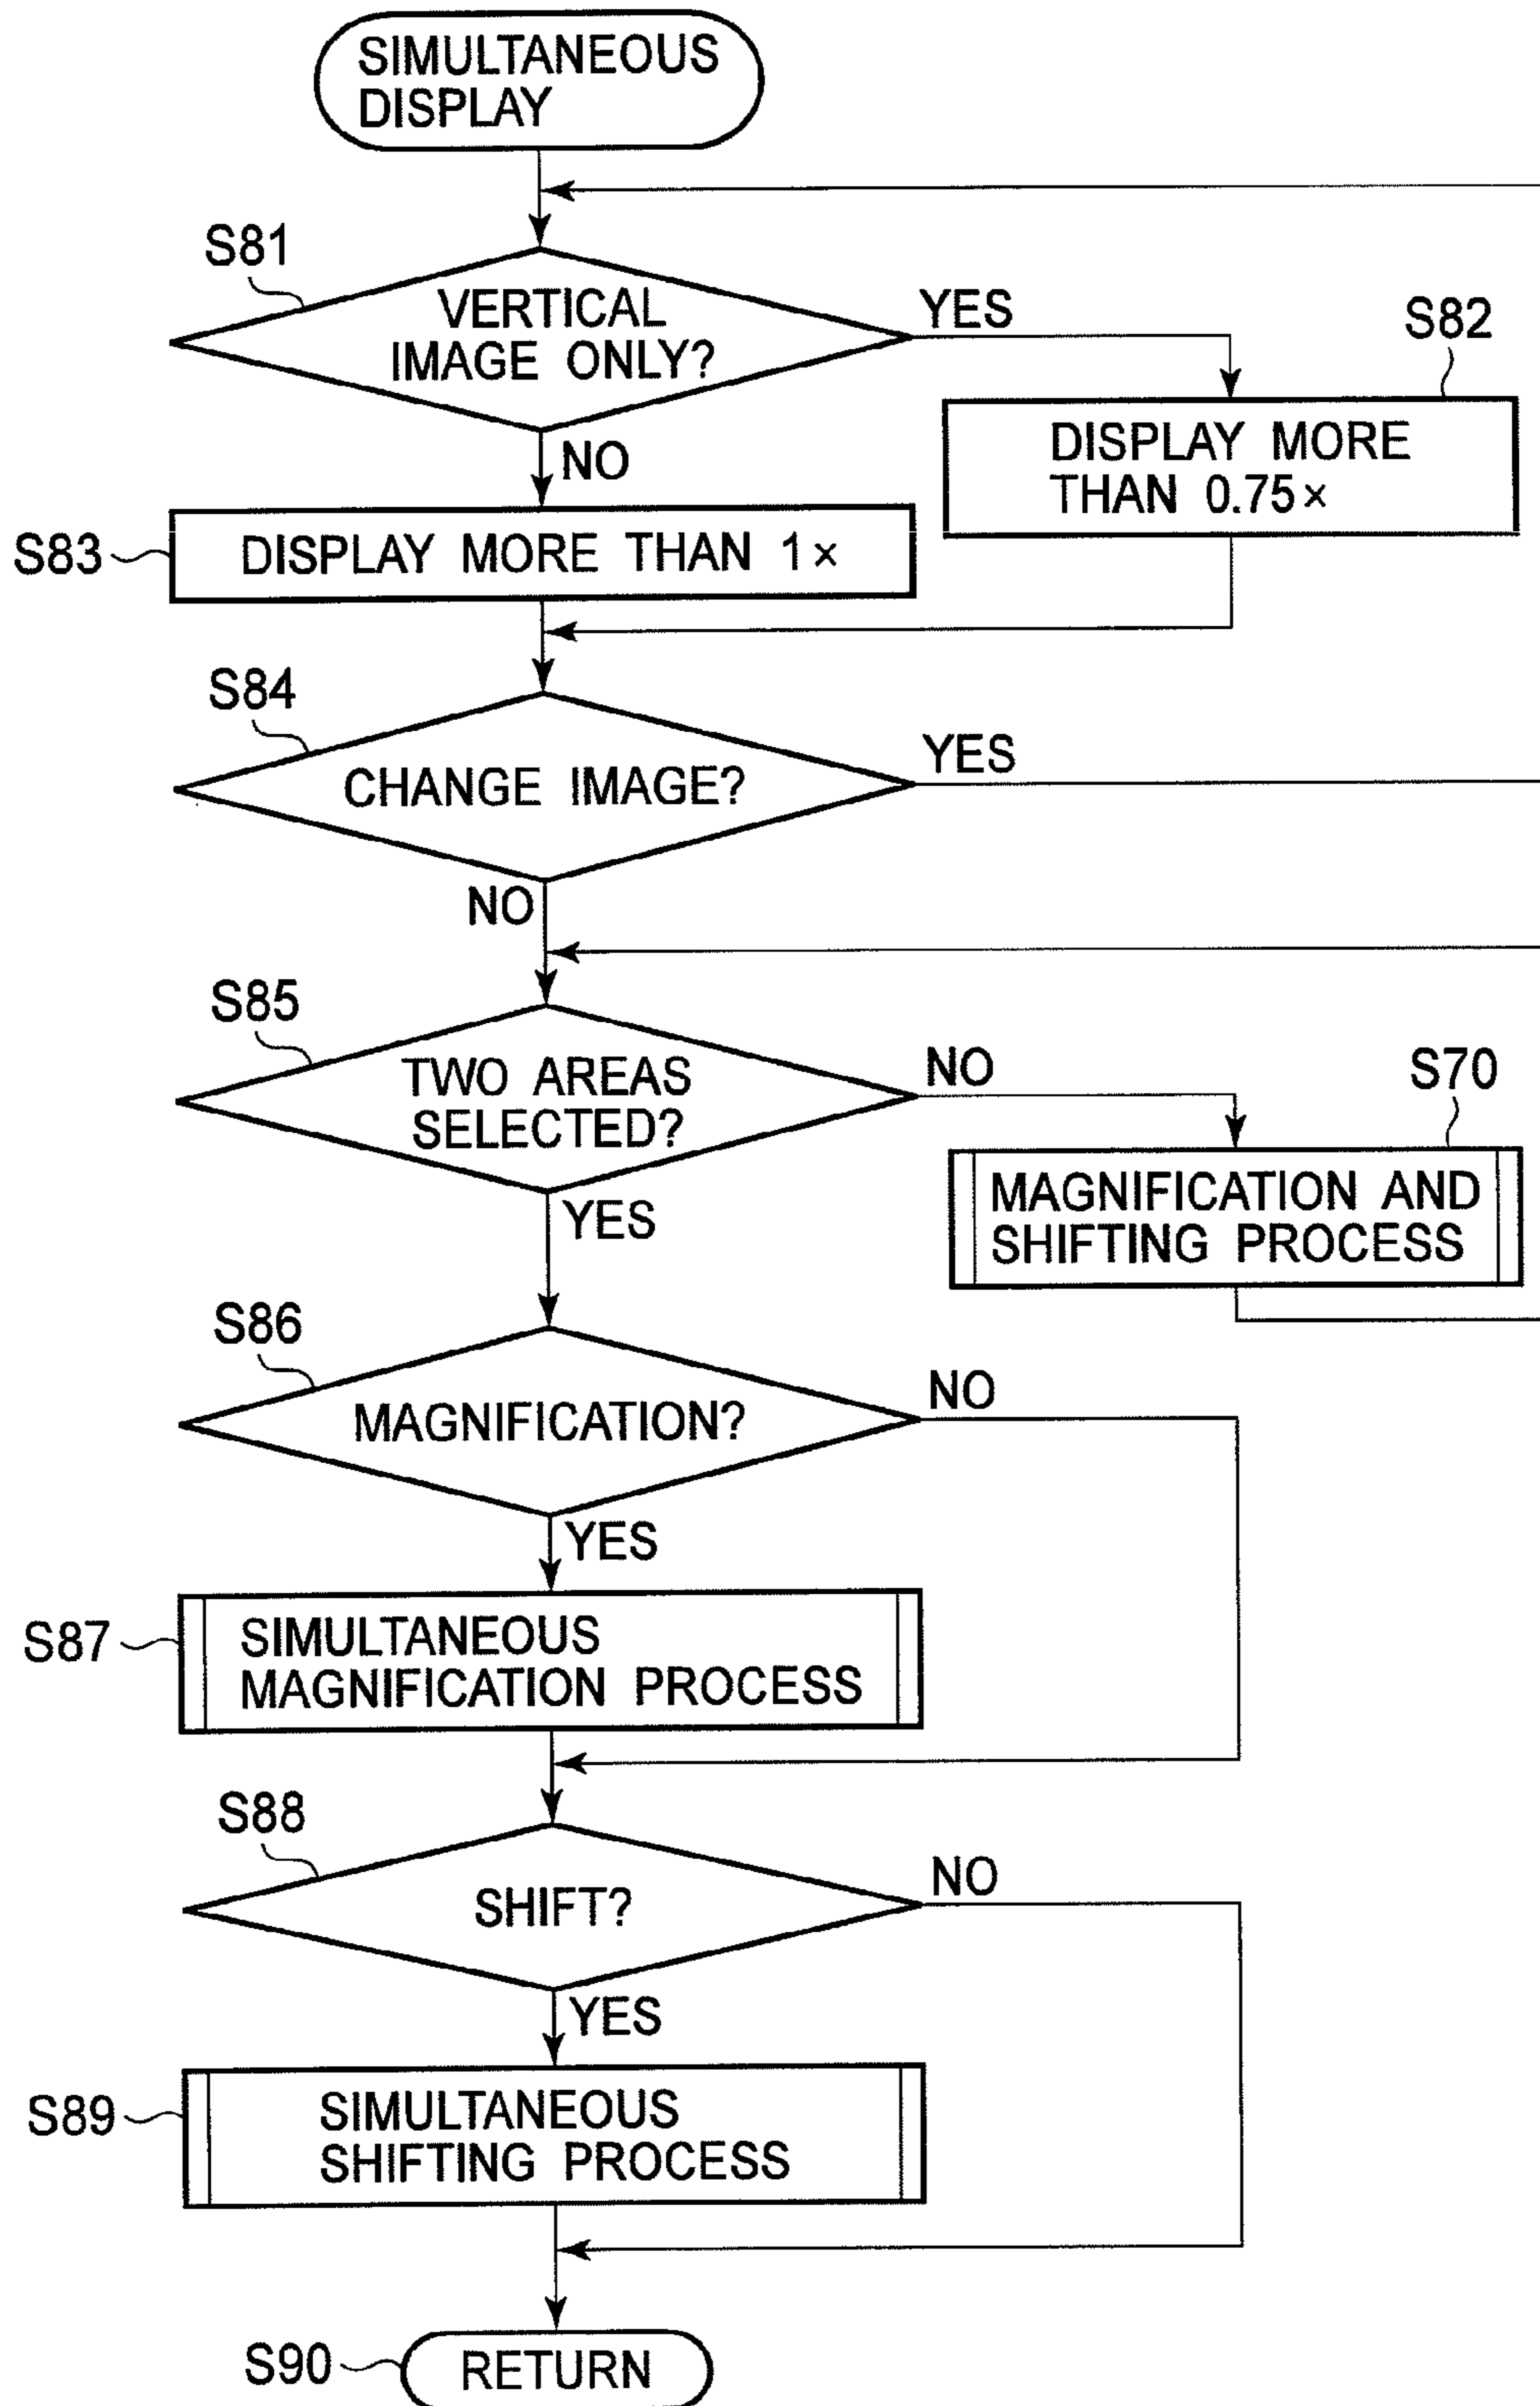 SIMULTANEOUS
DISPLAY
S81
VERTICAL
IMAGE ONLY?
YES
S82
DISPLAY MORE
THAN 0.75×
NO
S83
DISPLAY MORE THAN 1×
S84
CHANGE IMAGE?
YES
NO
S85
TWO AREAS
SELECTED?
NO
S70
MAGNIFICATION AND
SHIFTING PROCESS
YES
S86
MAGNIFICATION?
NO
YES
S87
SIMULTANEOUS
MAGNIFICATION PROCESS
S88
SHIFT?
NO
YES
S89
SIMULTANEOUS
SHIFTING PROCESS
S90
RETURN